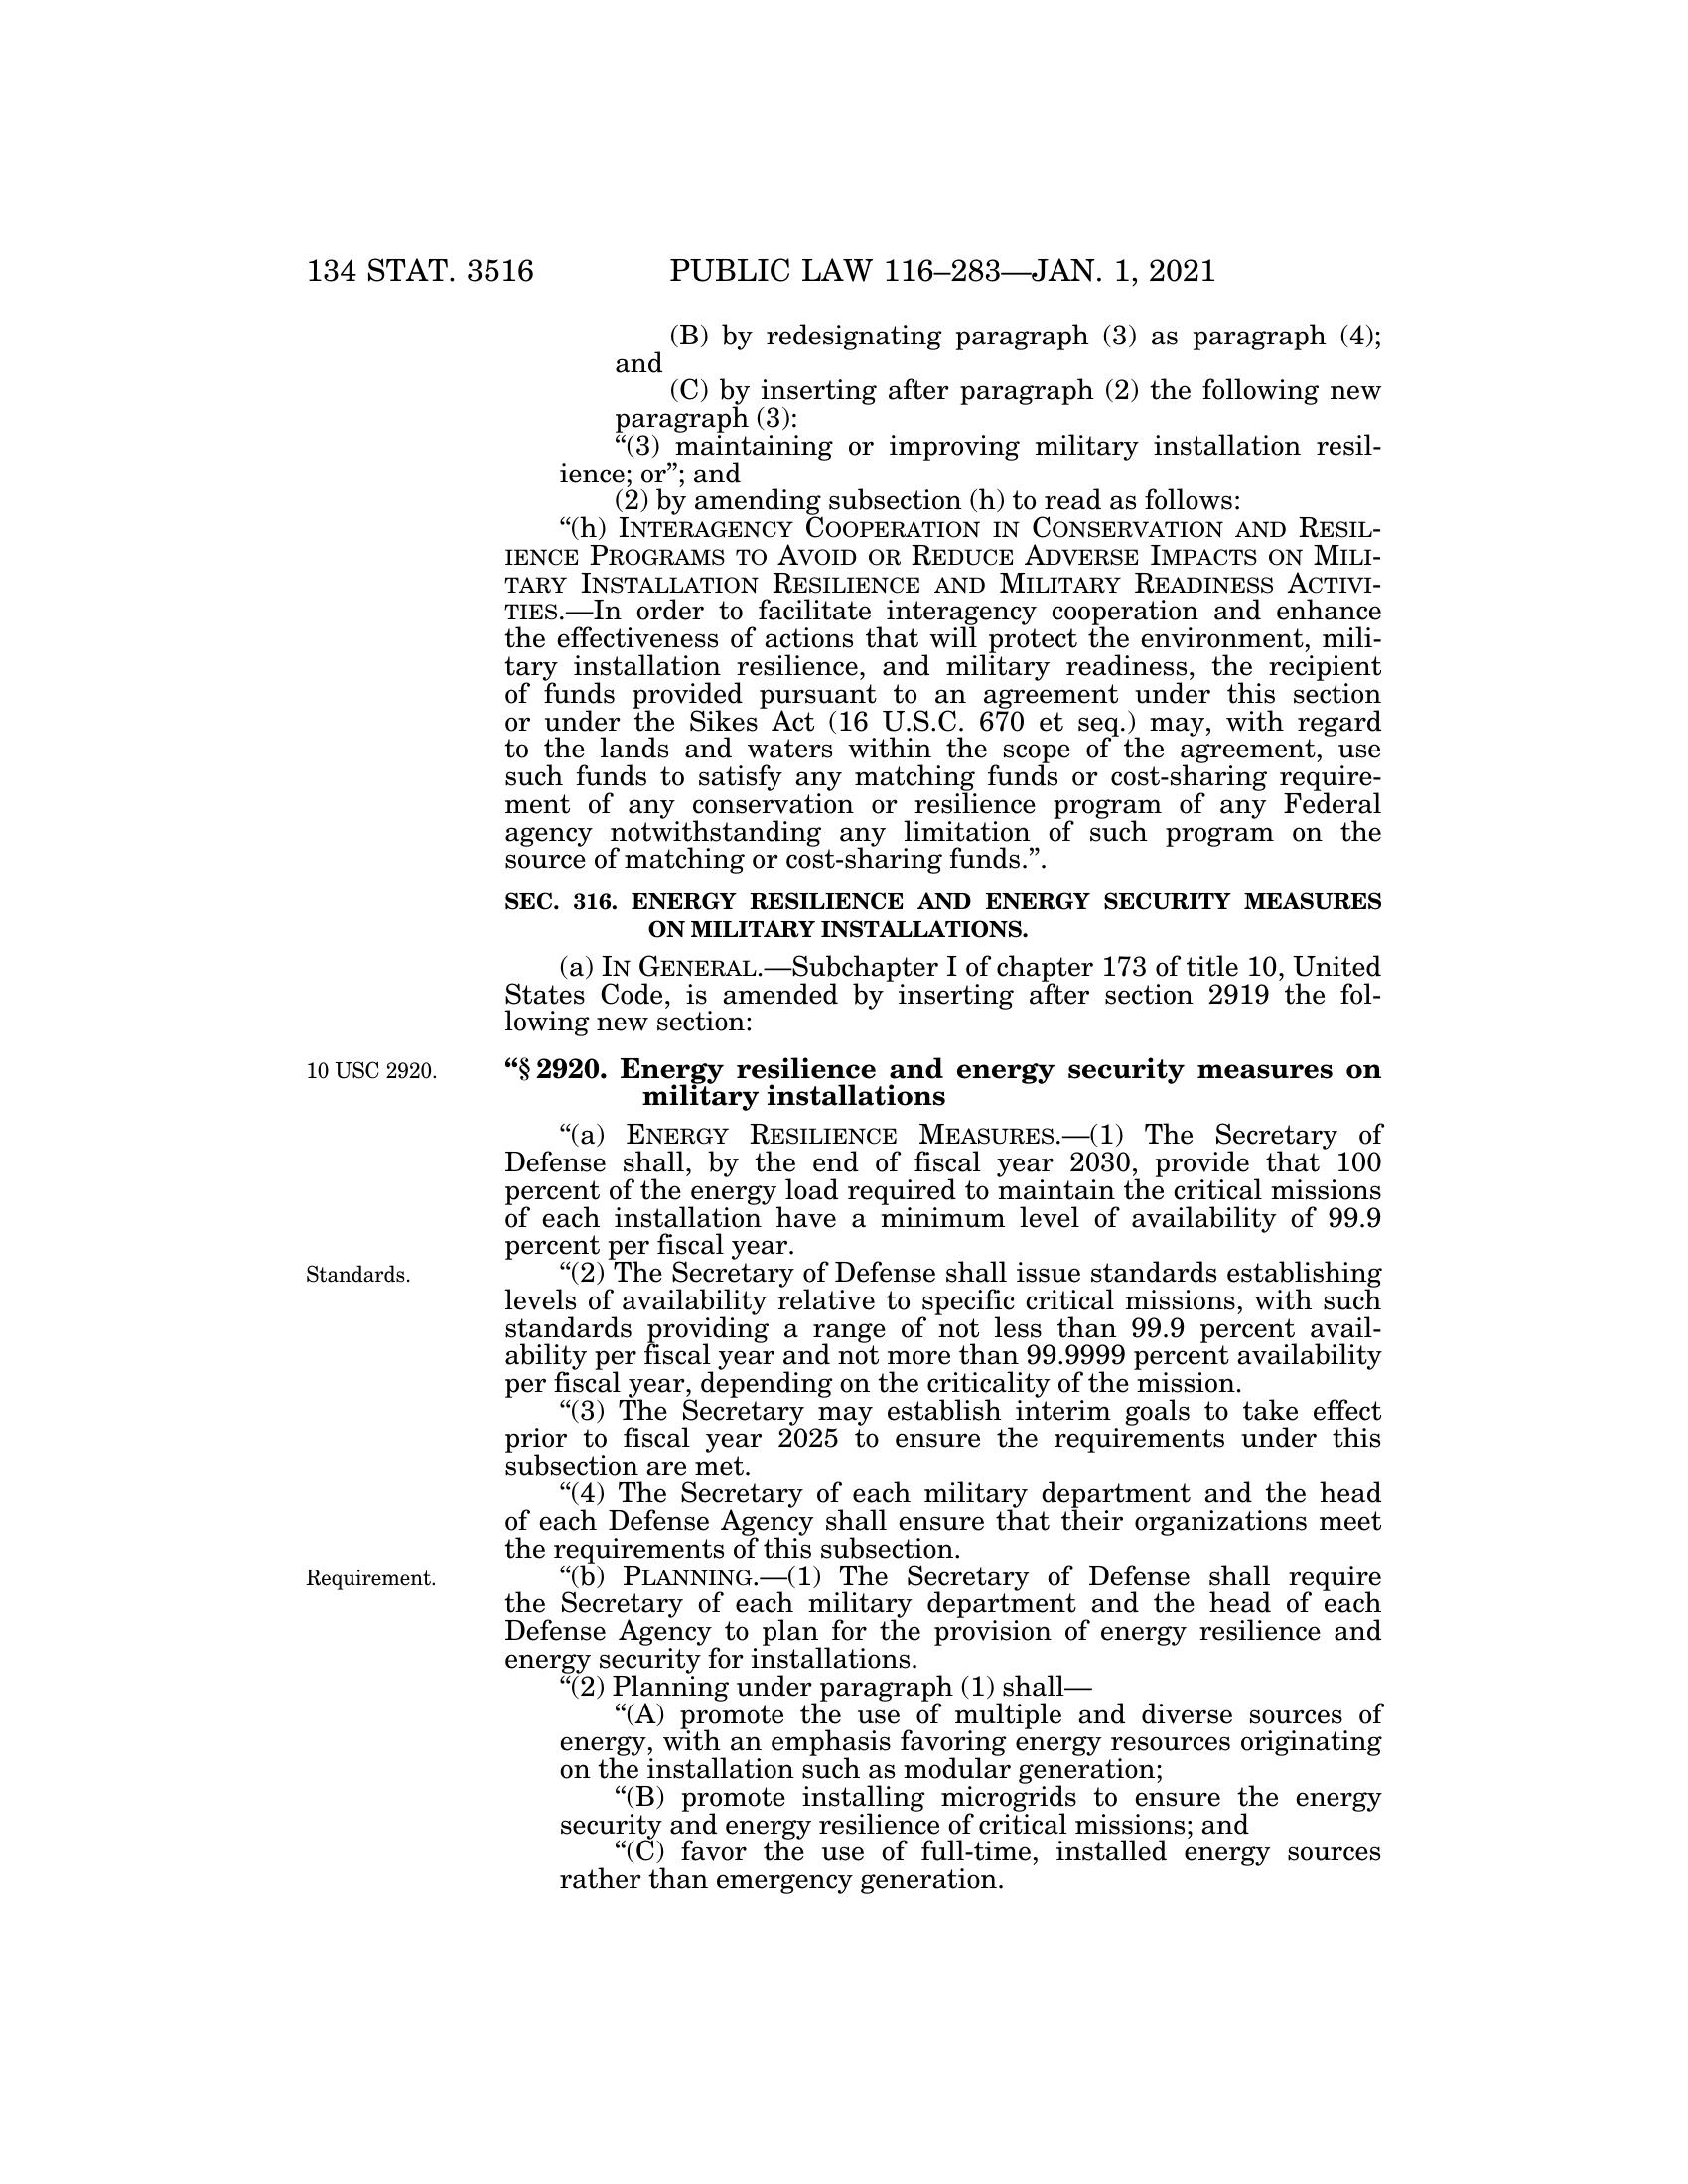 134 STAT. 3516
PUBLIC LAW 116–283—JAN. 1, 2021
(B) by redesignating paragraph (3) as paragraph (4);
and
(C) by inserting after paragraph (2) the following new
paragraph (3):
“(3) maintaining or improving military installation resil-
ience; or”; and
(2) by amending subsection (h) to read as follows:
“(h) INTERAGENCY COOPERATION IN CONSERVATION AND RESIL-
IENCE PROGRAMS TO AVOID OR REDUCE ADVERSE IMPACTS ON MILI-
TARY INSTALLATION RESILIENCE AND MILITARY READINESS ACTIVI-
TIES.—In order to facilitate interagency cooperation and enhance
the effectiveness of actions that will protect the environment, mili-
tary installation resilience, and military readiness, the recipient
of funds provided pursuant to an agreement under this section
or under the Sikes Act (16 U.S.C. 670 et seq.) may, with regard
to the lands and waters within the scope of the agreement, use
such funds to satisfy any matching funds or cost-sharing require-
ment of any conservation or resilience program of any Federal
agency notwithstanding any limitation of such program on the
source of matching or cost-sharing funds.”.
SEC. 316. ENERGY RESILIENCE AND ENERGY SECURITY MEASURES
ON MILITARY INSTALLATIONS.
(a) IN GENERAL.—Subchapter I of chapter 173 of title 10, United
States Code, is amended by inserting after section 2919 the fol-
lowing new section:
10 USC 2920.
“§ 2920. Energy resilience and energy security measures on
military installations
“(a) ENERGY RESILIENCE MEASURES.—(1) The Secretary of
Defense shall, by the end of fiscal year 2030, provide that 100
percent of the energy load required to maintain the critical missions
of each installation have a minimum level of availability of 99.9
percent per fiscal year.
Standards.
“(2) The Secretary of Defense shall issue standards establishing
levels of availability relative to specific critical missions, with such
standards providing a range of not less than 99.9 percent avail-
ability per fiscal year and not more than 99.9999 percent availability
per fiscal year, depending on the criticality of the mission.
“(3) The Secretary may establish interim goals to take effect
prior to fiscal year 2025 to ensure the requirements under this
subsection are met.
“(4) The Secretary of each military department and the head
of each Defense Agency shall ensure that their organizations meet
the requirements of this subsection.
Requirement.
“(b) PLANNING.—(1) The Secretary of Defense shall require
the Secretary of each military department and the head of each
Defense Agency to plan for the provision of energy resilience and
energy security for installations.
“(2) Planning under paragraph (1) shall—
“(A) promote the use of multiple and diverse sources of
energy, with an emphasis favoring energy resources originating
on the installation such as modular generation;
“(B) promote installing microgrids to ensure the energy
security and energy resilience of critical missions; and
“(C) favor the use of full-time, installed energy sources
rather than emergency generation.